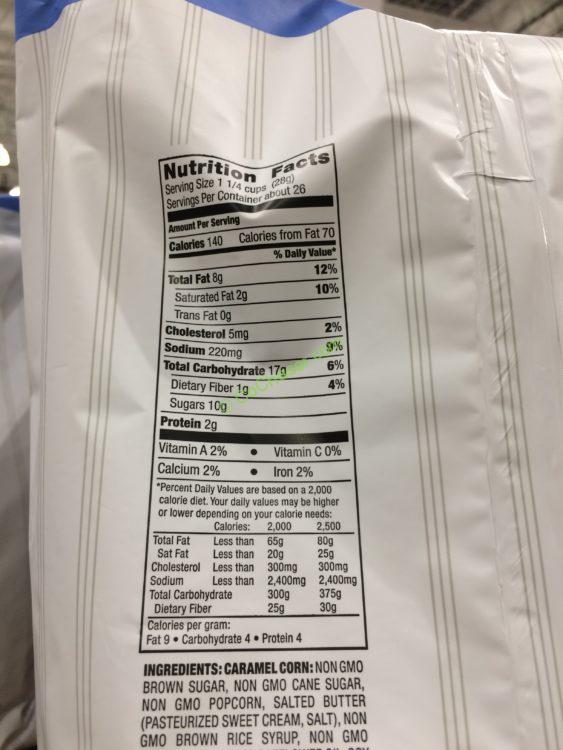 Nutrition Facts
Serving Size 1 1/4 cups (28g)
Servings Per Container about 26
Amount Per Serving
Calories 140 Calories from Fat 70
% Daily Value*
Total Fat 8g 12%
Saturated Fat 2g 10%
Trans Fat 0g
Cholesterol 5mg 2%
Sodium 220mg 9%
Total Carbohydrate 17g 6%
Dietary Fiber 1g 4%
Sugars 10g
Protein 2g
Vitamin A 2% • Vitamin C 0%
Calcium 2% • Iron 2%
*Percent Daily Values are based on a 2,000
calorie diet. Your daily values may be higher
or lower depending on your calorie needs:
Calories: 2,000 2,500
Total Fat Less than 65g 80g
Sat Fat Less than 20g 25g
Cholesterol Less than 300mg 300mg
Sodium Less than 2,400mg 2,400mg
Total Carbohydrate 300g 375g
Dietary Fiber 25g 30g
Calories per gram:
Fat 9 • Carbohydrate 4 • Protein 4
INGREDIENTS: CARAMEL CORN: NON GMO
BROWN SUGAR, NON GMO CANE SUGAR,
NON GMO POPCORN, SALTED BUTTER
(PASTEURIZED SWEET CREAM, SALT), NON
GMO BROWN RICE SYRUP, NON GMO